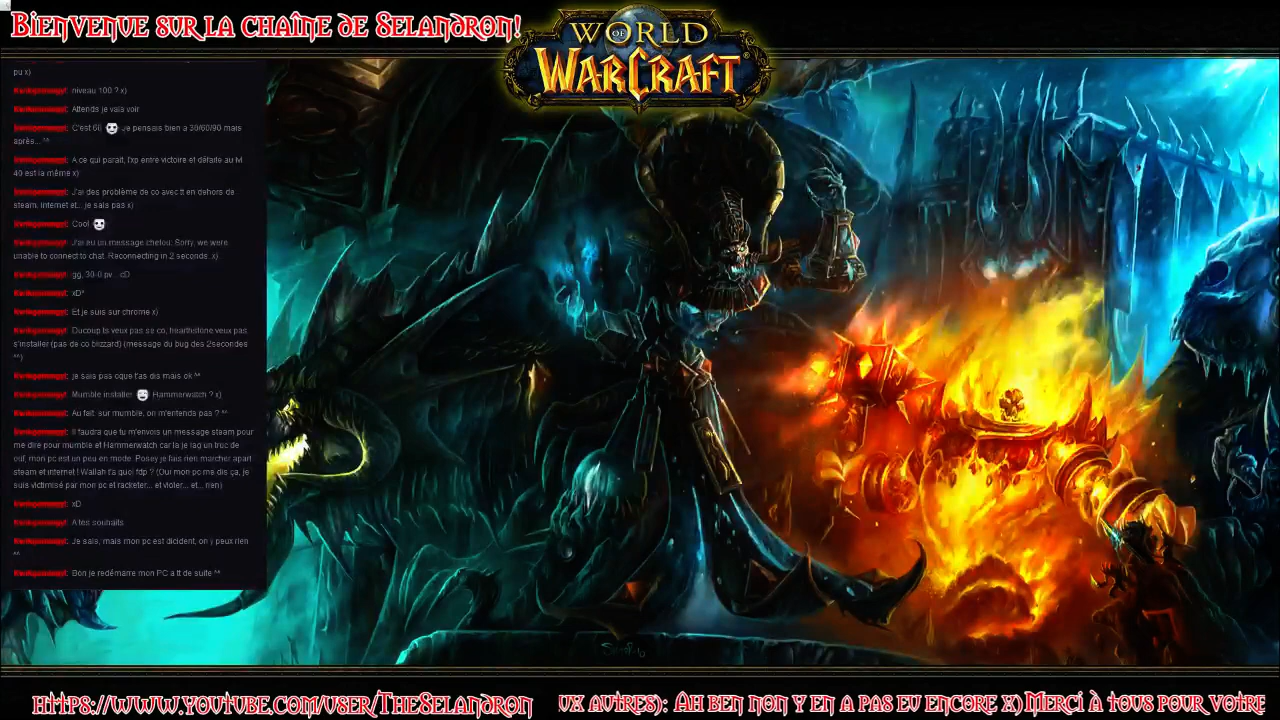 Bienvenue sur la chaîne de Selandron!
WORLD
OF
WARCRAFT
pu x)
niveau 100 ? x)
Attends je vais voir
C'est 60 je pensais bien a 30/60/90 mais
après... ^^
A ce qui parait, l'xp entre victoire et défaite au lvl
40 est la même x)
J'ai des problème de co avec tt en dehors de
steam, internet et... je sais pas x)
Cool
J'ai eu un message chelou: Sorry, we were
unable to connect to chat. Reconnecting in 2 seconds. x)
gg, 30-0 pv... cD
xD*
Et je suis sur chrome x)
Ducoup ts veux pas se co, hearthstone veux pas
s'installer (pas de co blizzard) (message du bug des 2secondes
^^)
je sais pas cque t'as dis mais ok ^^
Mumble installer Hammerwatch ? x)
Au fait: sur mumble, on m'entends pas ? ^^
Il faudra que tu m'envois un message steam pour
me dire pour mumble et Hammerwatch car la je lag un truc de
ouf, mon pc est un peu en mode: Posey je fais rien marcher apart
steam et internet ! Wallah t'as quoi fdp ? (Oui mon pc me dis ça, je
suis victimisé par mon pc et racketer... et violer... et... rien)
xD
A tes souhaits
Je sais, mais mon pc est dicident, on y peux rien
^^
Bon je redémarre mon PC a tt de suite ^^
https://www.youtube.com/user/TheSelandron
ux autres): Ah ben non y en a pas eu encore x) Merci à tous pour votre